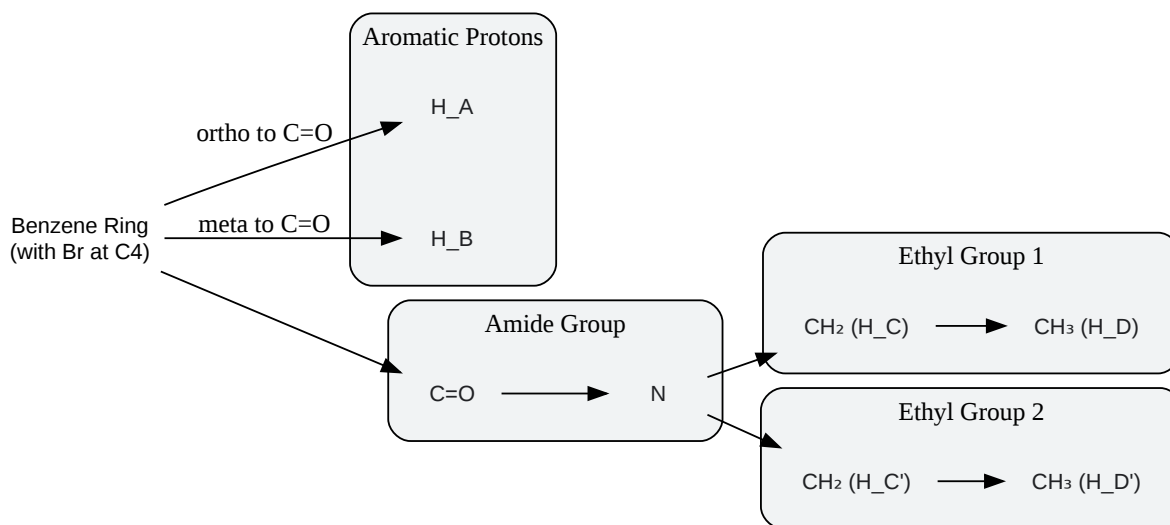 Aromatic Protons
H_A
ortho to C=O
Benzene Ring
(with Br at C4)
meta to C=O
H_B
Amide Group
C=O
N
Ethyl Group 1
CH₂ (H_C)
CH₃ (H_D)
Ethyl Group 2
CH₂ (H_C')
CH₃ (H_D')